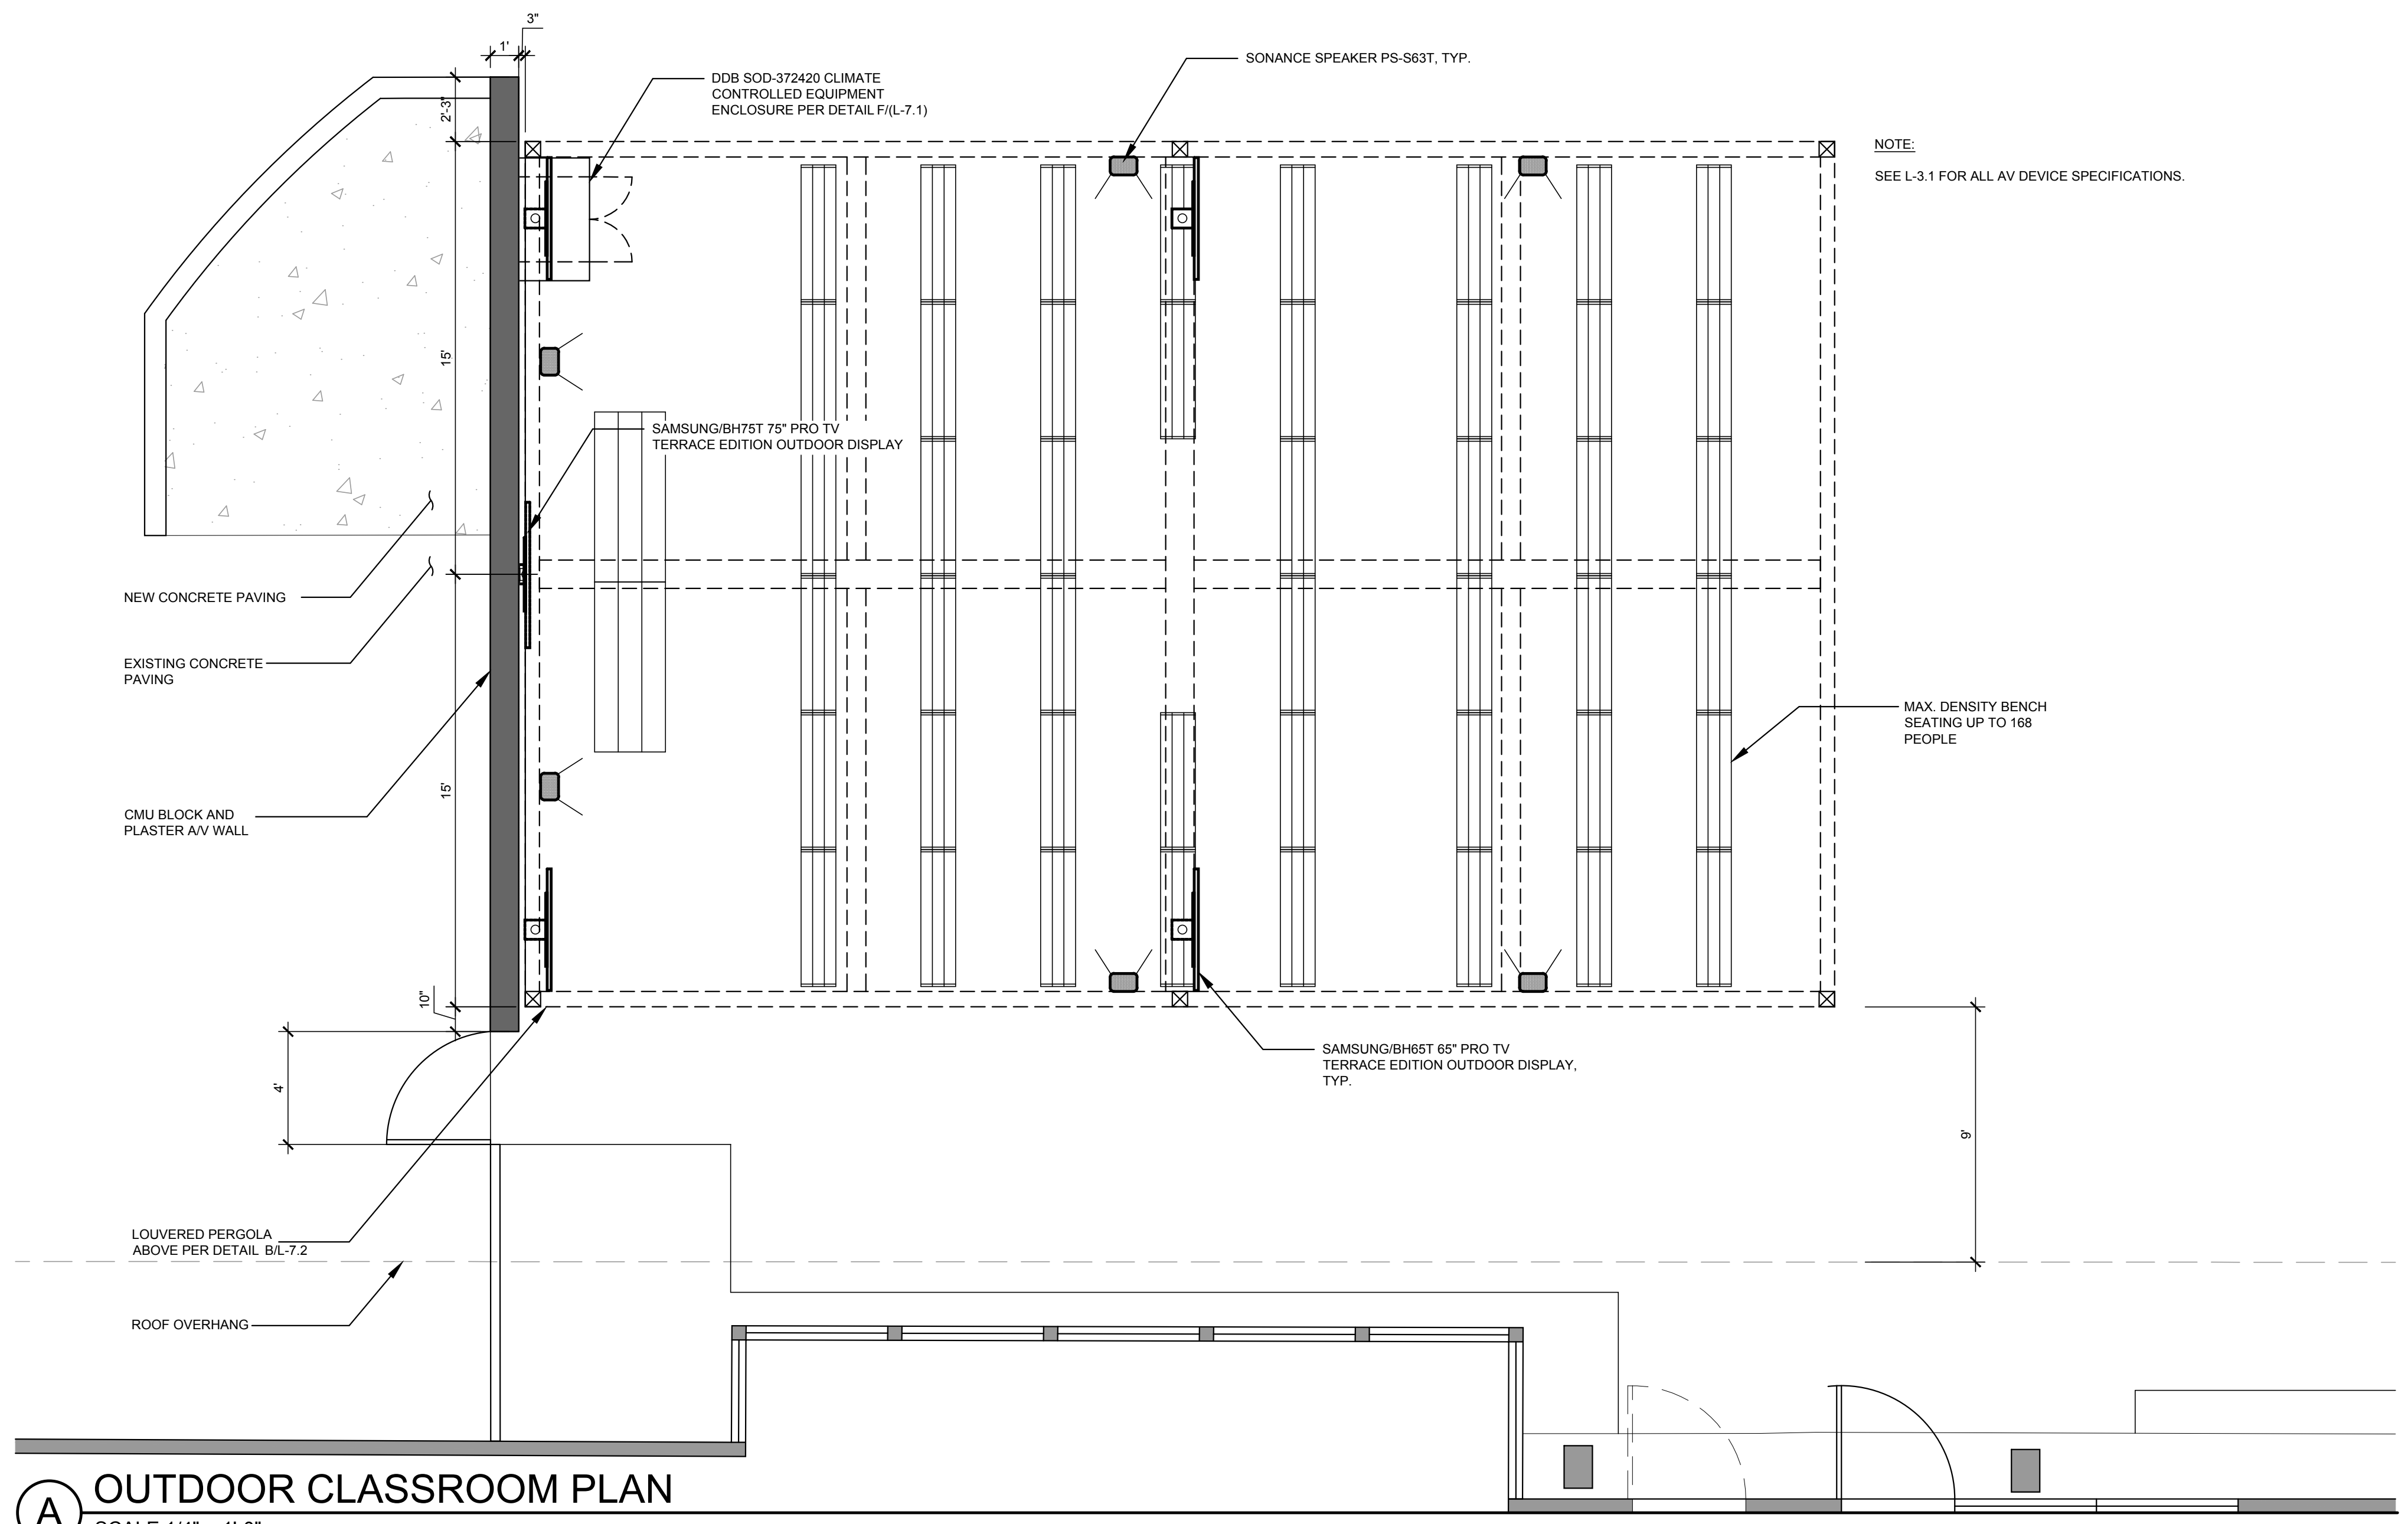 3"
1'
2'-3"
DDB SOD-372420 CLIMATE
CONTROLLED EQUIPMENT
ENCLOSURE PER DETAIL F/(L-7.1)
SONANCE SPEAKER PS-S63T, TYP.
NOTE:
SEE L-3.1 FOR ALL AV DEVICE SPECIFICATIONS.
15'
SAMSUNG/BH75T 75" PRO TV
TERRACE EDITION OUTDOOR DISPLAY
NEW CONCRETE PAVING
EXISTING CONCRETE
PAVING
MAX. DENSITY BENCH
SEATING UP TO 168
PEOPLE
15'
CMU BLOCK AND
PLASTER A/V WALL
10"
SAMSUNG/BH65T 65" PRO TV
TERRACE EDITION OUTDOOR DISPLAY,
TYP.
4'
9'
LOUVERED PERGOLA
ABOVE PER DETAIL B/L-7.2
ROOF OVERHANG
A
OUTDOOR CLASSROOM PLAN